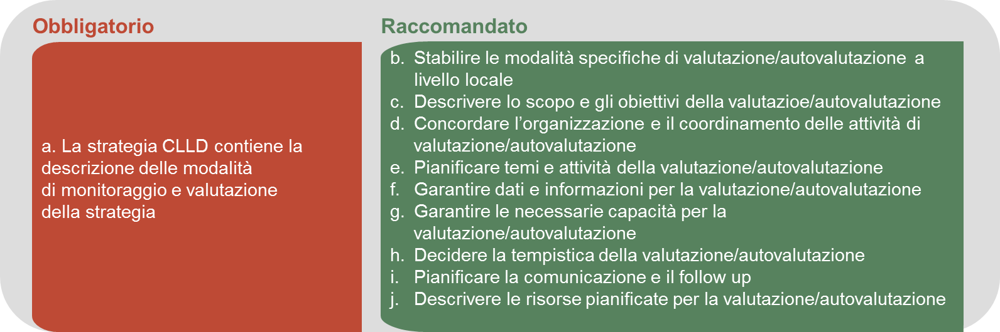 Obbligatorio
a. La strategia CLLD contiene la
descrizione delle modalità
di monitoraggio e valutazione
della strategia
Raccomandato
b. Stabilire le modalità specifiche di valutazione/autovalutazione a
livello locale
c. Descrivere lo scopo e gli obiettivi della valutazioe/autovalutazione
d. Concordare l’organizzazione e il coordinamento delle attività di
valutazione/autovalutazione
e. Pianificare temi e attività della valutazione/autovalutazione
f. Garantire dati e informazioni per la valutazione/autovalutazione
g. Garantire le necessarie capacità per la
valutazione/autovalutazione
h. Decidere la tempistica della valutazione/autovalutazione
i. Pianificare la comunicazione e il follow up
j. Descrivere le risorse pianificate per la valutazione/autovalutazione